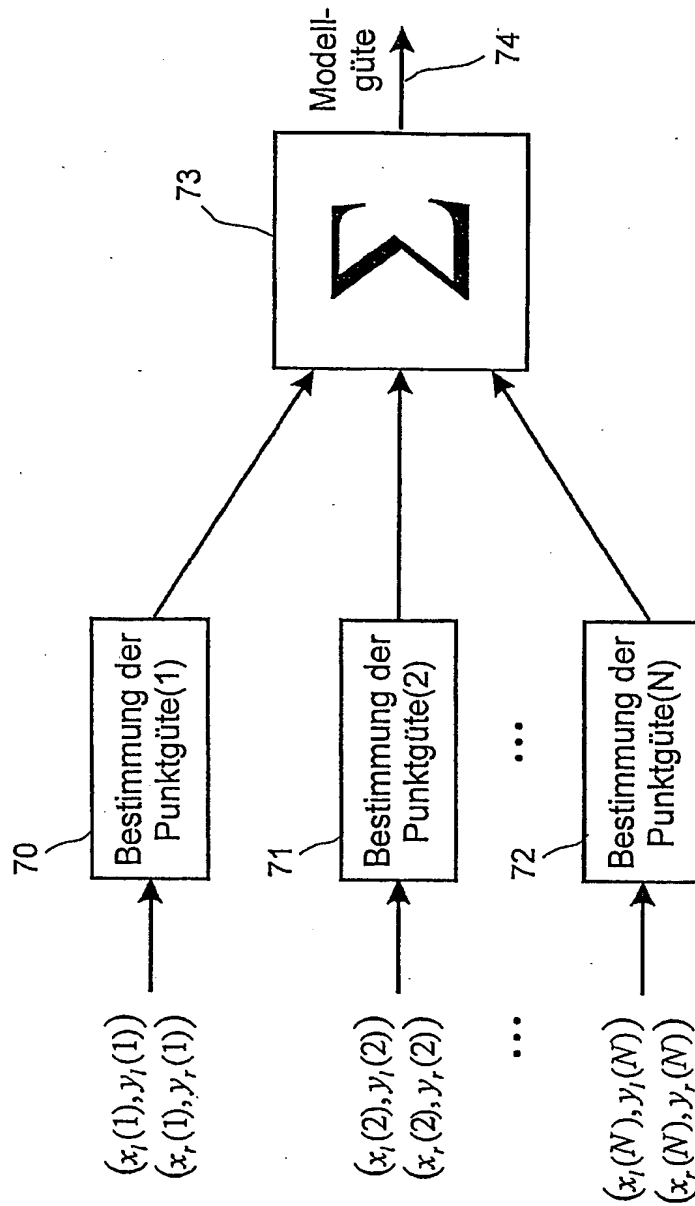 70
(x_l(1), y_l(1))
(x_r(1), y_r(1))
Bestimmung der
Punktgüte(1)
71
(x_l(2), y_l(2))
(x_r(2), y_r(2))
Bestimmung der
Punktgüte(2)
...
...
72
(x_l(N), y_l(N))
(x_r(N), y_r(N))
Bestimmung der
Punktgüte(N)
73
Σ
Modell-
güte
74